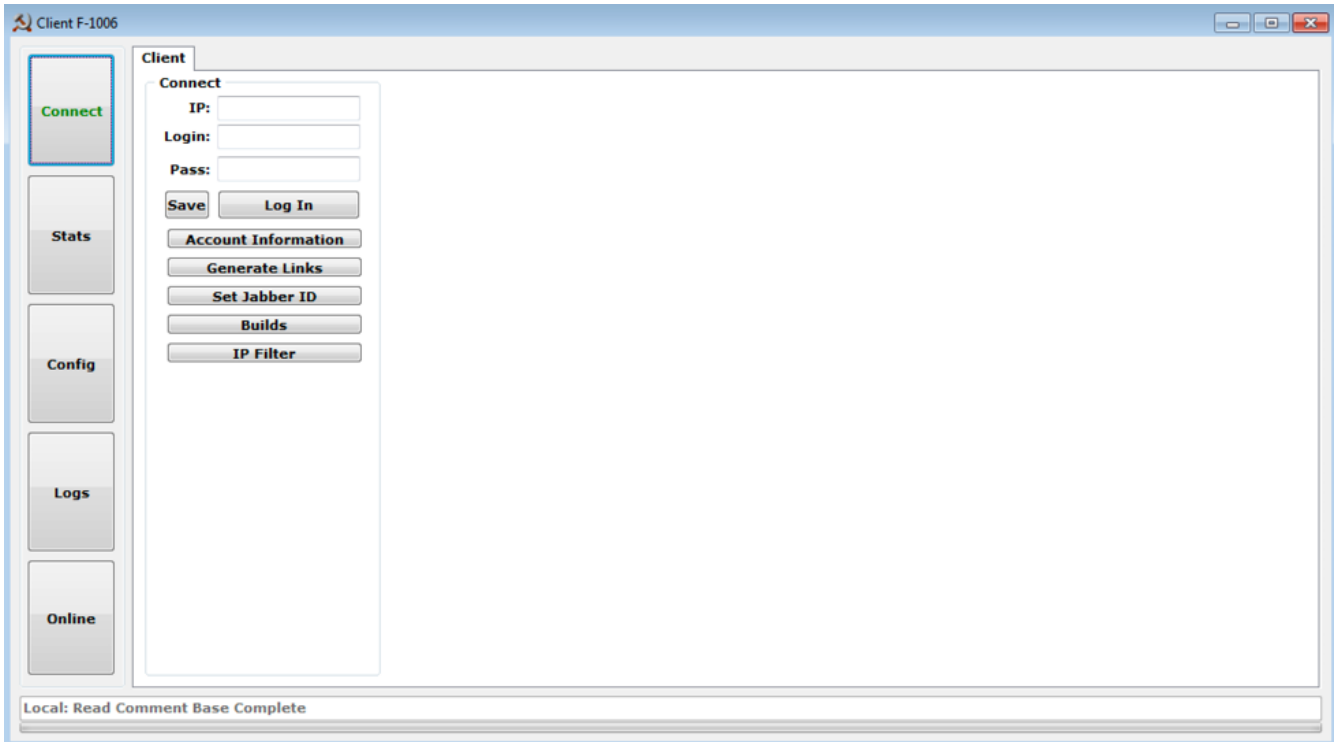 Client F-1006
Connect
Stats
Config
Logs
Online
Client
Connect
IP:
Login:
Pass:
Save Log In
Account Information
Generate Links
Set Jabber ID
Builds
IP Filter
Local: Read Comment Base Complete